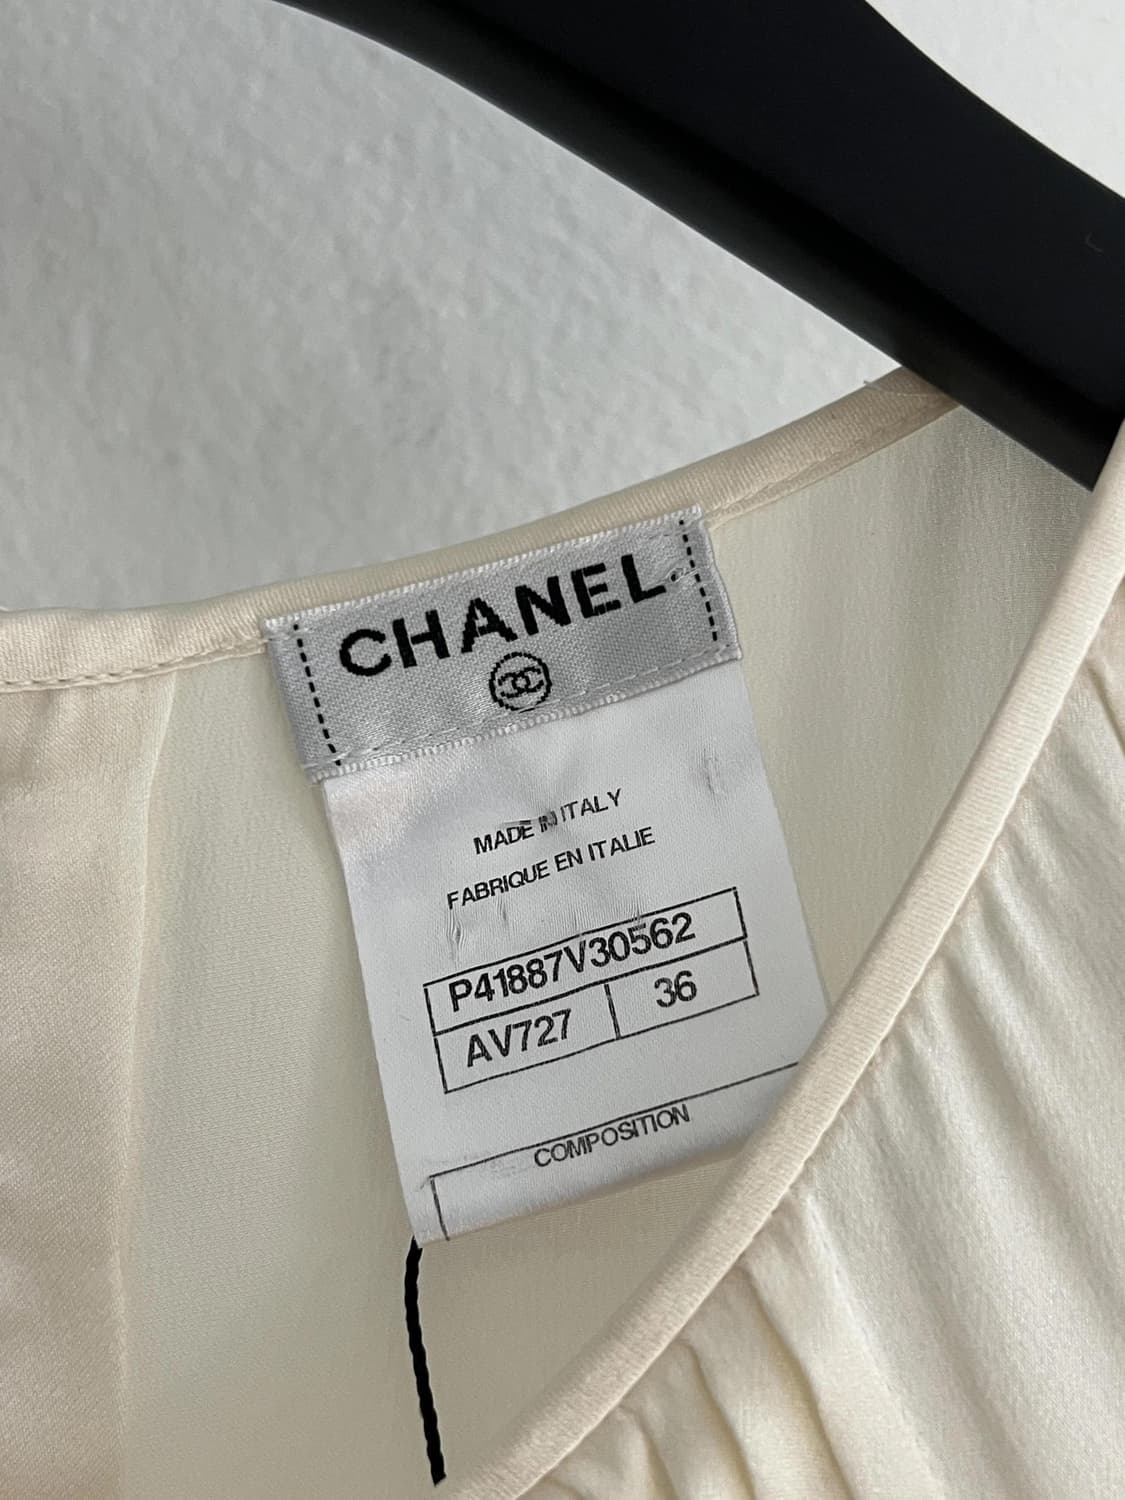 CHANEL
MADE IN ITALY
FABRIQUE EN ITALIE
P41887V30562
AV727 36
COMPOSITION